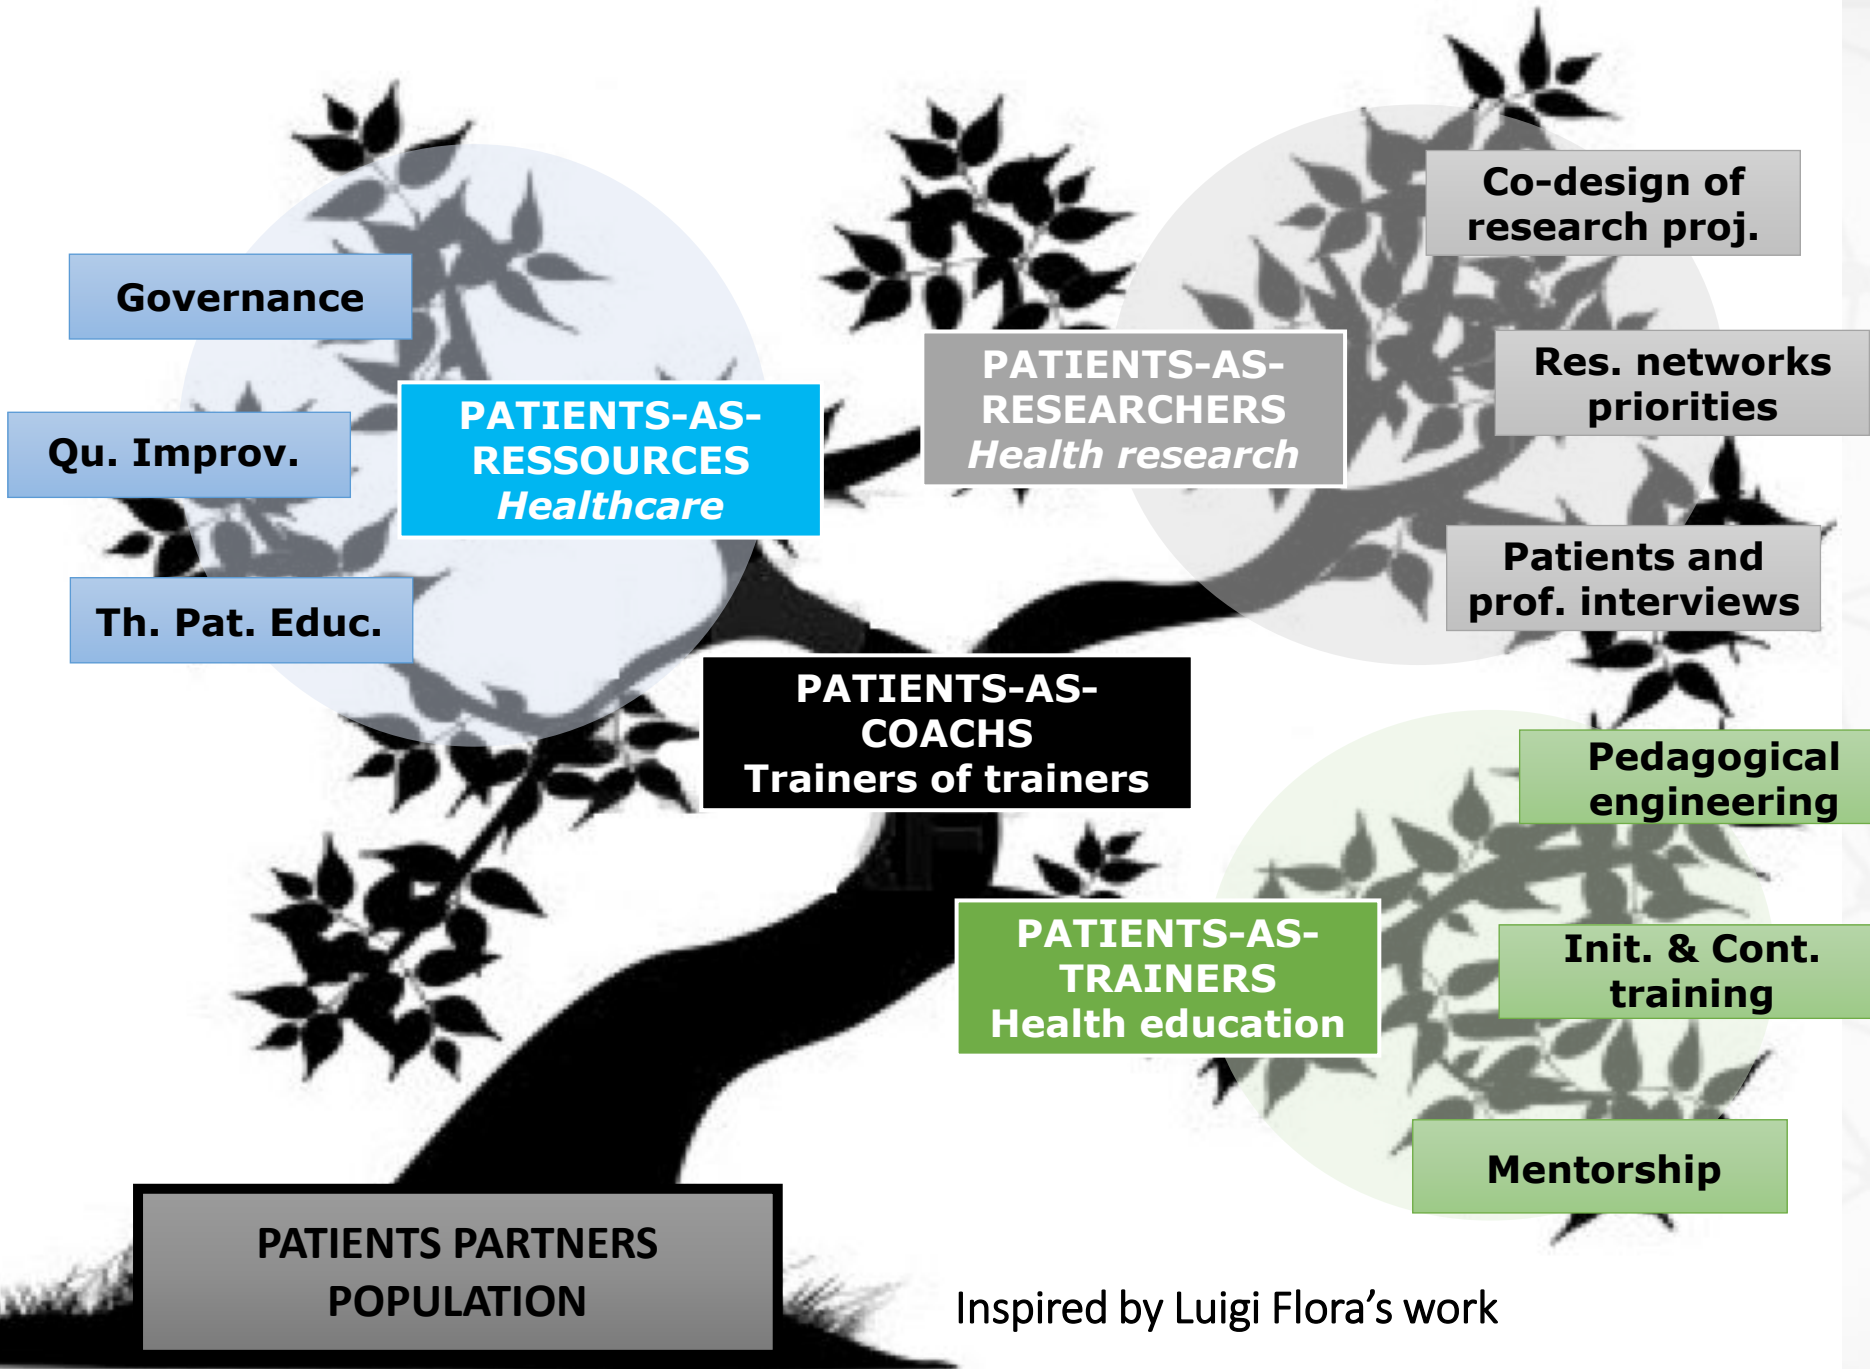 Governance
Qu. Improv.
Th. Pat. Educ.
PATIENTS-AS-
RESSOURCES
Healthcare
PATIENTS-AS-
RESEARCHERS
Health research
Co-design of
research proj.
Res. networks
priorities
Patients and
prof. interviews
PATIENTS-AS-
COACHS
Trainers of trainers
PATIENTS-AS-
TRAINERS
Health education
Pedagogical
engineering
Init. & Cont.
training
Mentorship
PATIENTS PARTNERS
POPULATION
Inspired by Luigi Flora’s work